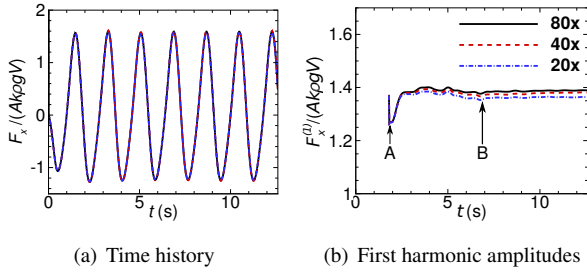 F_x/(AkρgV)
2
1
0
-1
0 5 10
t (s)
(a) Time history
F_x^(1)/(AkρgV)
1.6
1.4
1.2
1
0 5 10
t (s)
80x
40x
20x
A
B
(b) First harmonic amplitudes